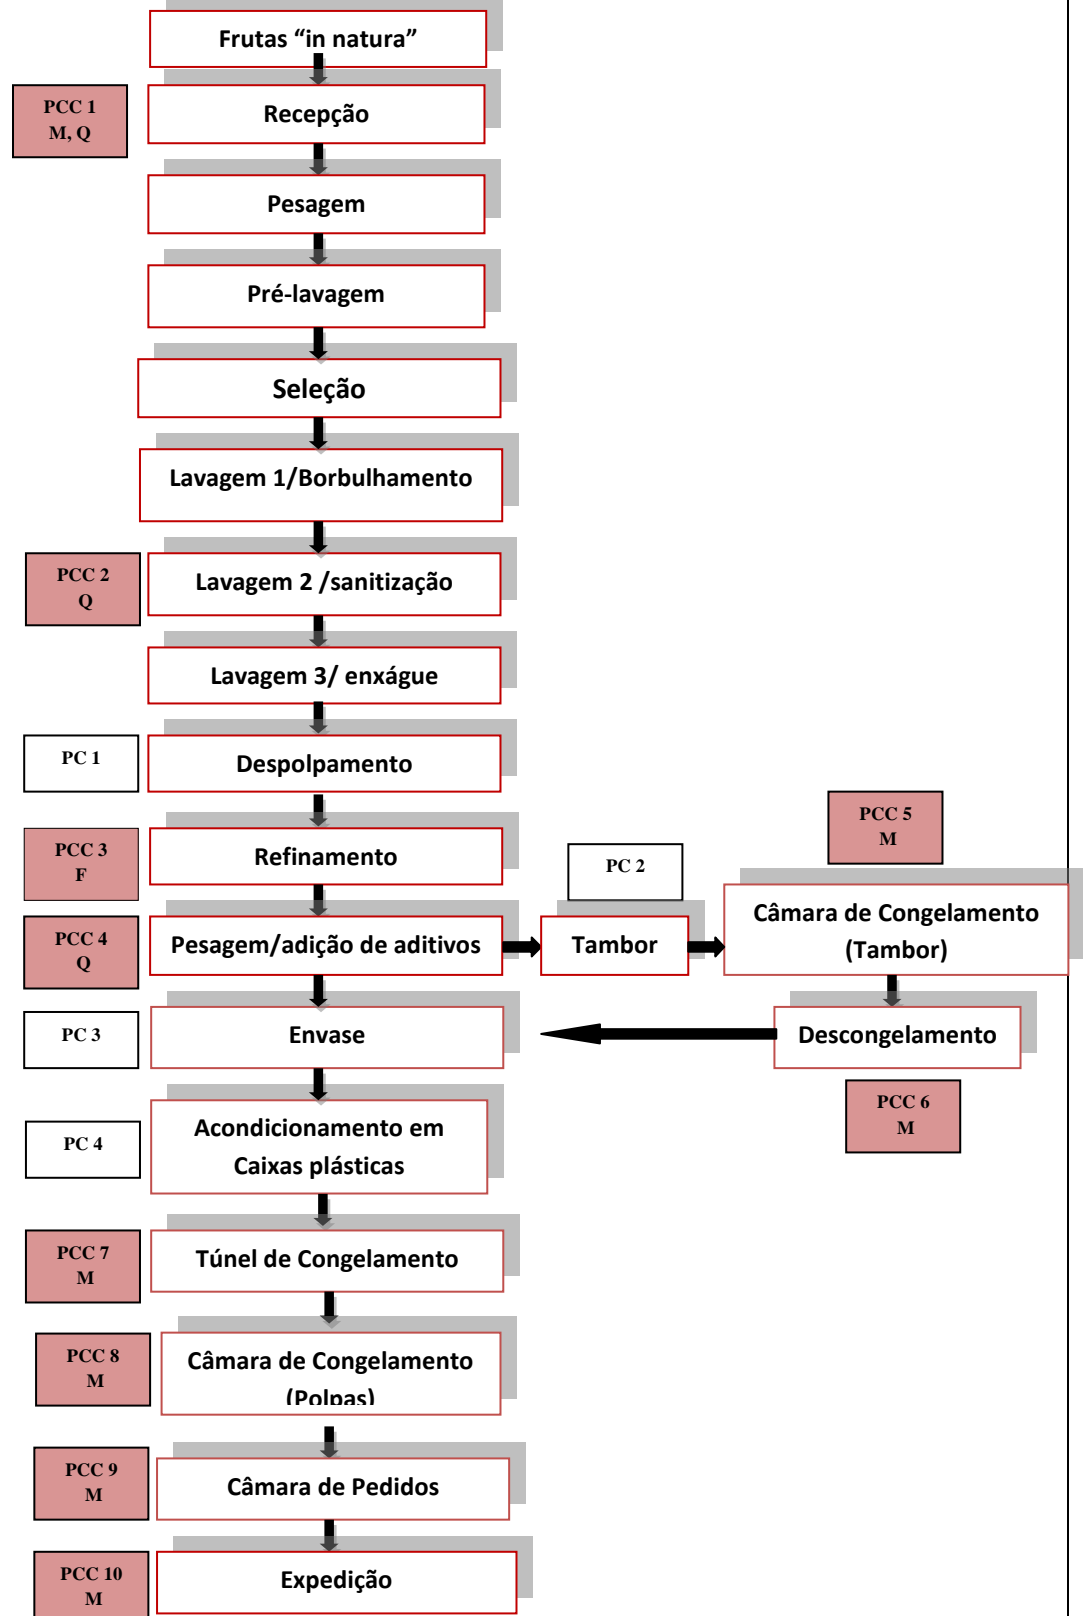 Frutas “in natura”
PCC 1
M, Q
Recepção
Pesagem
Pré-lavagem
Seleção
Lavagem 1/Borbulhamento
PCC 2
Q
Lavagem 2 /sanitização
Lavagem 3/ enxágue
PC 1
Despolpamento
PCC 3
F
Refinamento
PCC 4
Q
Pesagem/adição de aditivos
PC 2
Tambor
PCC 5
M
Câmara de Congelamento
(Tambor)
PC 3
Envase
Descongelamento
PCC 6
M
PC 4
Acondicionamento em
Caixas plásticas
PCC 7
M
Túnel de Congelamento
PCC 8
M
Câmara de Congelamento
(Polpas)
PCC 9
M
Câmara de Pedidos
PCC 10
M
Expedição